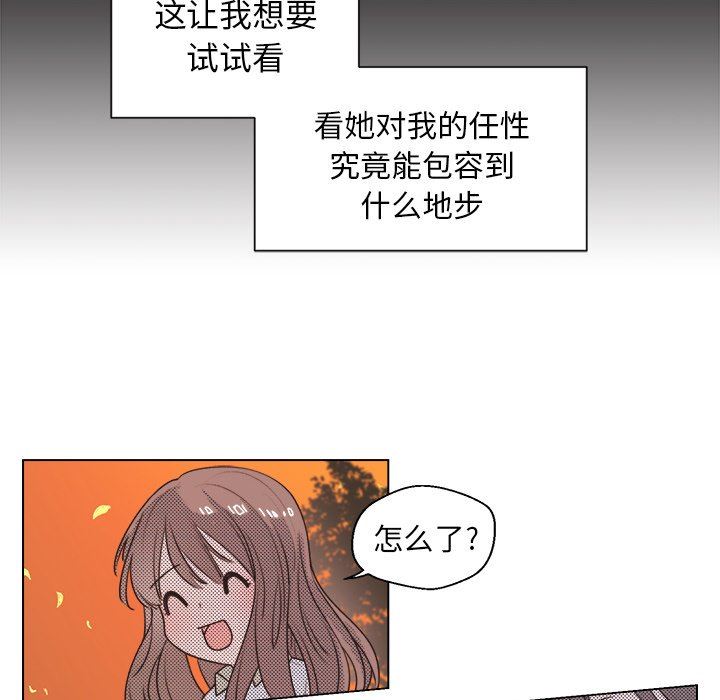 这让我想要
试试看
看她对我的任性
究竟能包容到
什么地步
怎么了?